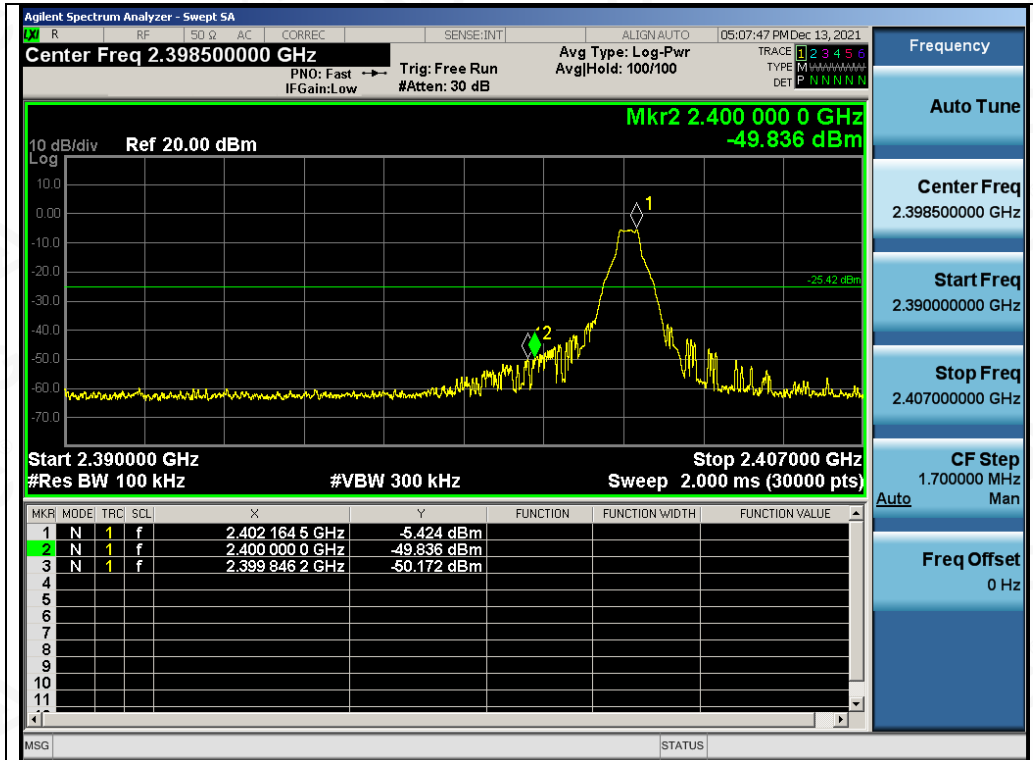 Agilent Spectrum Analyzer - Swept SA
LXI R RF 50 Ω AC CORREC SENSE:INT ALIGN AUTO 05:07:47 PM Dec 13, 2021
Center Freq 2.398500000 GHz
PNO: Fast
IFGain:Low
Trig: Free Run
#Atten: 30 dB
Avg Type: Log-Pwr
Avg|Hold: 100/100
TRACE 1 2 3 4 5 6
TYPE M W W W W W
DET P N N N N N
Mkr2 2.400 000 0 GHz
-49.836 dBm
10 dB/div Ref 20.00 dBm
Log
10.0
0.00
-10.0
-20.0
-30.0
-40.0
-50.0
-60.0
-70.0
1
-25.42 dBm
2
Start 2.390000 GHz Stop 2.407000 GHz
#Res BW 100 kHz #VBW 300 kHz Sweep 2.000 ms (30000 pts)
MKR MODE TRC SCL X Y FUNCTION FUNCTION WIDTH FUNCTION VALUE
1 N 1 f 2.402 164 5 GHz -5.424 dBm
2 N 1 f 2.400 000 0 GHz -49.836 dBm
3 N 1 f 2.399 846 2 GHz -50.172 dBm
4
5
6
7
8
9
10
11
MSG STATUS
Frequency
Auto Tune
Center Freq
2.398500000 GHz
Start Freq
2.390000000 GHz
Stop Freq
2.407000000 GHz
CF Step
1.700000 MHz
Auto Man
Freq Offset
0 Hz